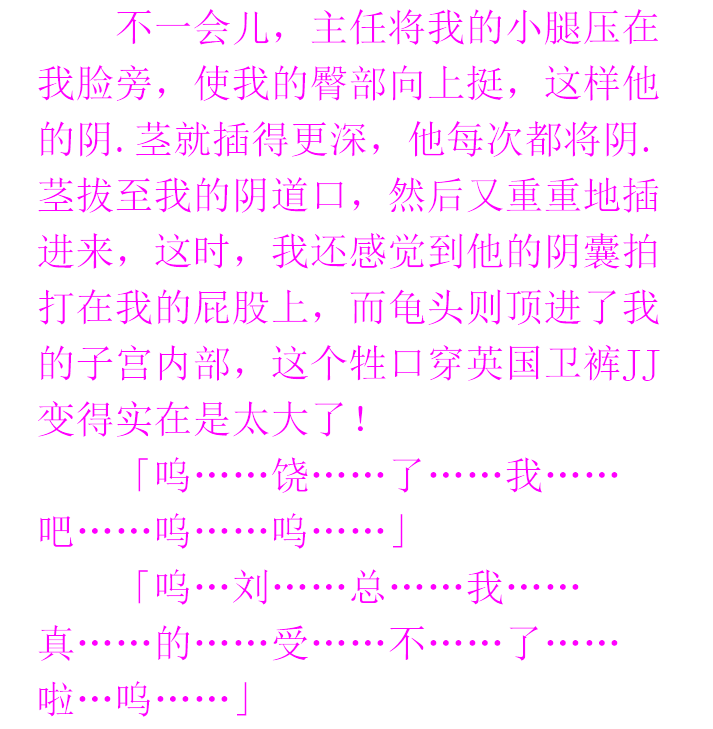 不一会儿，主任将我的小腿压在
我脸旁，使我的臀部向上挺，这样他
的阴.茎就插得更深，他每次都将阴.
茎拔至我的阴道口，然后又重重地插
进来，这时，我还感觉到他的阴囊拍
打在我的屁股上，而龟头则顶进了我
的子宫内部，这个牲口穿英国卫裤JJ
变得实在是太大了！
「呜……饶……了……我……
吧……呜……呜……」
「呜…刘……总……我……
真……的……受……不……了……
啦…呜……」